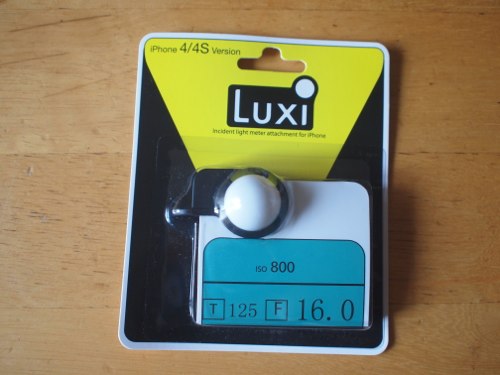 iPhone 4/4S Version
Luxi
Incident light meter attachment for iPhone
ISO 800
T 125 F 16.0